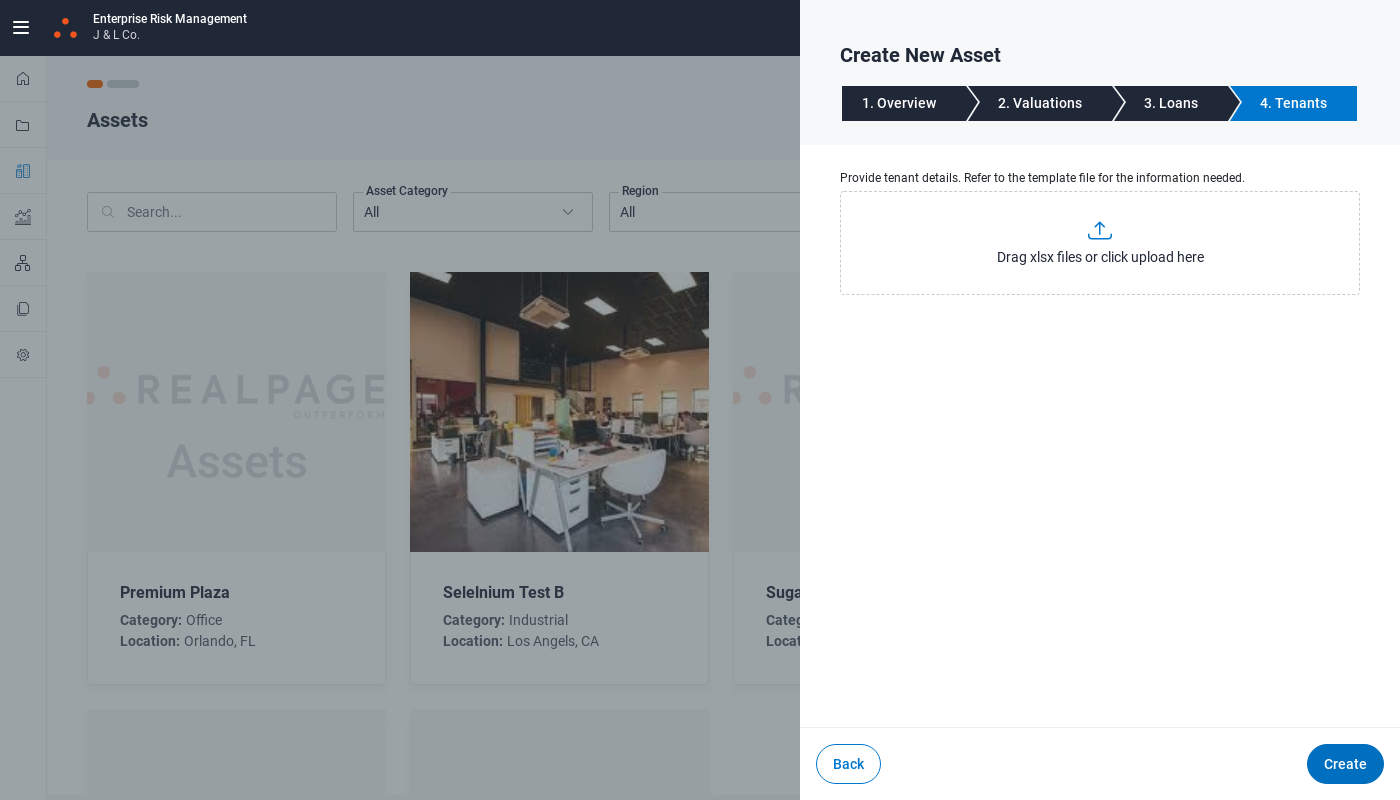 Enterprise Risk Management
J & L Co.
Assets
Search...
Asset Category
All
Region
All
REALPAGE
OUTPERFORM
Assets
Premium Plaza
Category: Office
Location: Orlando, FL
Selelnium Test B
Category: Industrial
Location: Los Angels, CA
Create New Asset
1. Overview
2. Valuations
3. Loans
4. Tenants
Provide tenant details. Refer to the template file for the information needed.
Drag xlsx files or click upload here
Back
Create